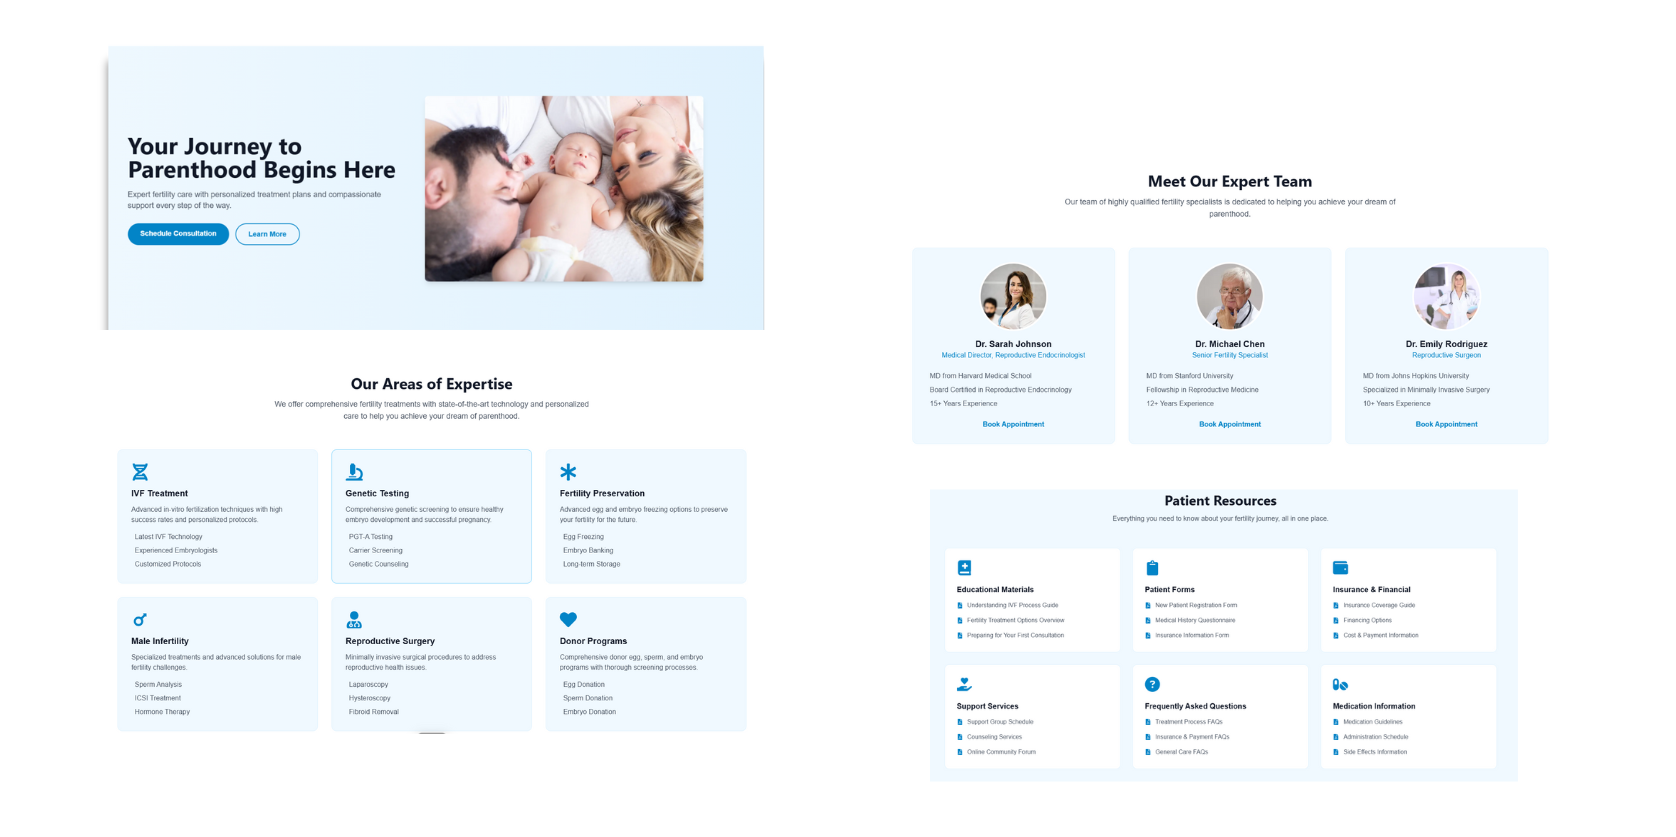 Your Journey to
Parenthood Begins Here
Expert fertility care with personalized treatment plans and compassionate
support every step of the way.
Schedule Consultation
Learn More
Our Areas of Expertise
We offer comprehensive fertility treatments with state-of-the-art technology and personalized
care to help you achieve your dream of parenthood.
IVF Treatment
Advanced in-vitro fertilization techniques with high
success rates and personalized protocols.
Latest IVF Technology
Experienced Embryologists
Customized Protocols
Genetic Testing
Comprehensive genetic screening to ensure healthy
embryo development and successful pregnancy.
PGT-A Testing
Carrier Screening
Genetic Counseling
Fertility Preservation
Advanced egg and embryo freezing options to preserve
your fertility for the future.
Egg Freezing
Embryo Banking
Long-term Storage
Male Infertility
Specialized treatments and advanced solutions for male
fertility challenges.
Sperm Analysis
ICSI Treatment
Hormone Therapy
Reproductive Surgery
Minimally invasive surgical procedures to address
reproductive health issues.
Laparoscopy
Hysteroscopy
Fibroid Removal
Donor Programs
Comprehensive donor egg, sperm, and embryo
programs with thorough screening processes.
Egg Donation
Sperm Donation
Embryo Donation
Meet Our Expert Team
Our team of highly qualified fertility specialists is dedicated to helping you achieve your dream of
parenthood.
Dr. Sarah Johnson
Medical Director, Reproductive Endocrinologist
MD from Harvard Medical School
Board Certified in Reproductive Endocrinology
15+ Years Experience
Book Appointment
Dr. Michael Chen
Senior Fertility Specialist
MD from Stanford University
Fellowship in Reproductive Medicine
12+ Years Experience
Book Appointment
Dr. Emily Rodriguez
Reproductive Surgeon
MD from Johns Hopkins University
Specialized in Minimally Invasive Surgery
10+ Years Experience
Book Appointment
Patient Resources
Everything you need to know about your fertility journey, all in one place.
Educational Materials
Understanding IVF Process Guide
Fertility Treatment Options Overview
Preparing for Your First Consultation
Patient Forms
New Patient Registration Form
Medical History Questionnaire
Insurance Information Form
Insurance & Financial
Insurance Coverage Guide
Financing Options
Cost & Payment Information
Support Services
Support Group Schedule
Counseling Services
Online Community Forum
Frequently Asked Questions
Treatment Process FAQs
Insurance & Payment FAQs
General Care FAQs
Medication Information
Medication Guidelines
Administration Schedule
Side Effects Information